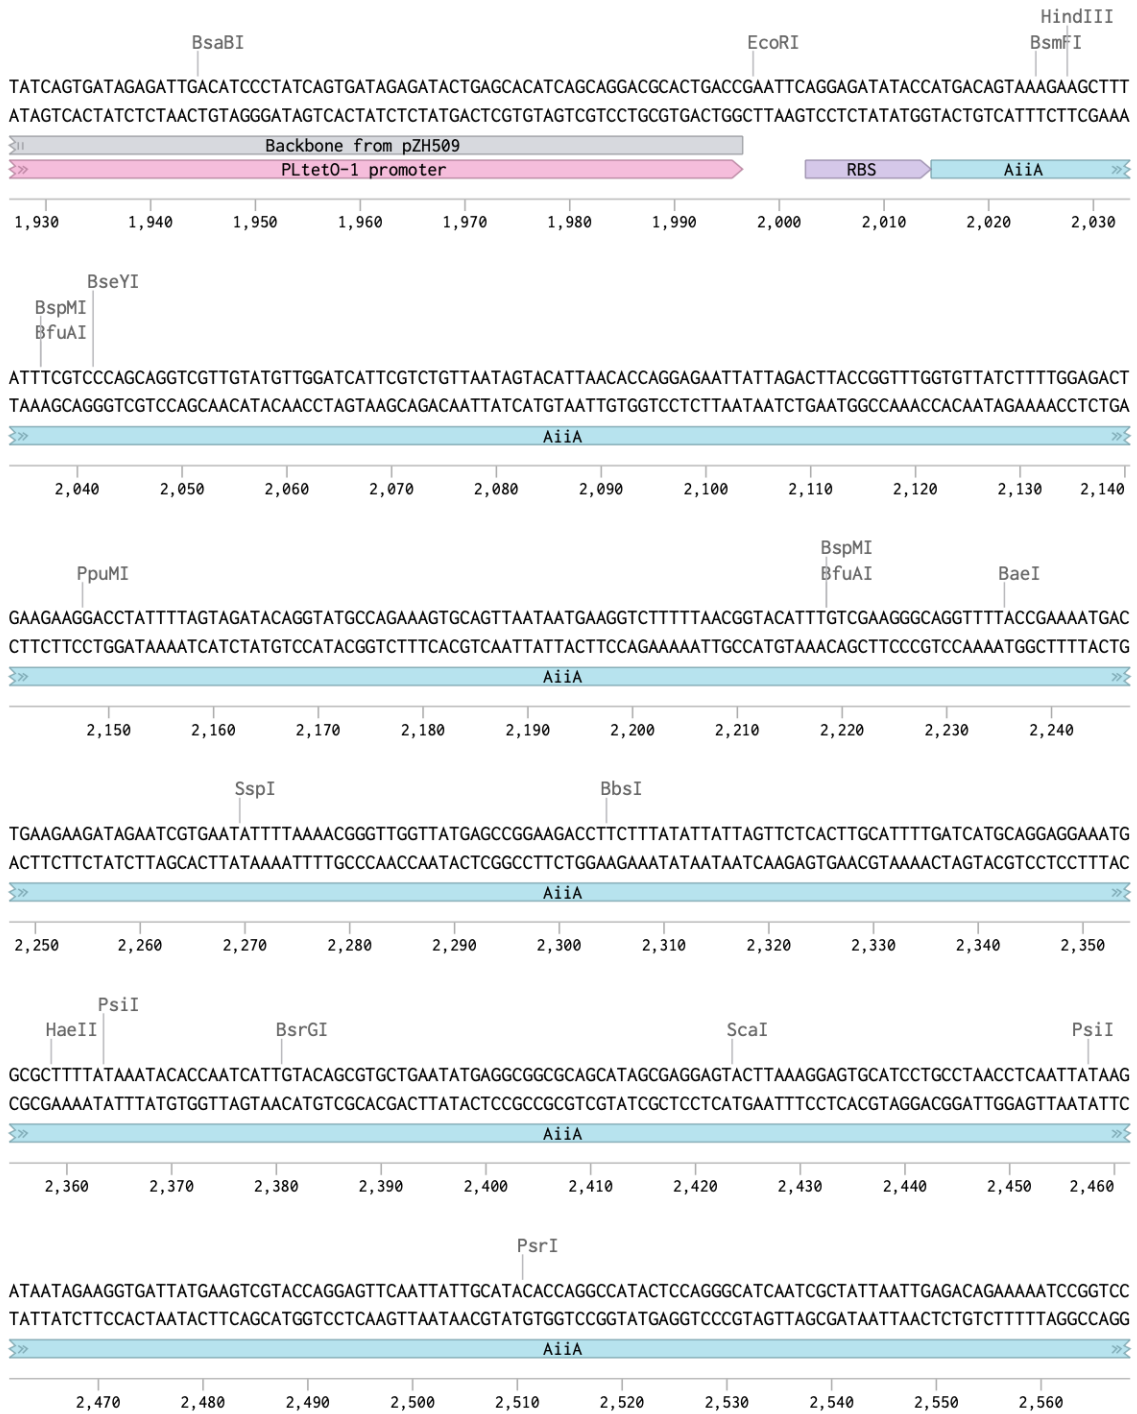 HindIII
BsaBI EcoRI BsmFI
TATCAGTGATAGAGATTGACATCCCTATCAGTGATAGAGATACTGAGCACATCAGCAGGACGCACTGACCGAATTCAGGAGATATACCATGACAGTAAAGAAGCTTT
ATAGTCACTATCTCTAACTGTAGGGATAGTCACTATCTCTATGACTCGTGTAGTCGTCCTGCGTGACTGGCTTAAGTCCTCTATATGGTACTGTCATTTCTTCGAAA
Backbone from pZH509
PLtetO-1 promoter RBS AiiA
1,930 1,940 1,950 1,960 1,970 1,980 1,990 2,000 2,010 2,020 2,030
BseYI
BspMI
BfuAI
ATTTCGTCCCAGCAGGTCGTTGTATGTTGGATCATTCGTCTGTTAATAGTACATTAACACCAGGAGAATTATTAGACTTACCGGTTTGGTGTTATCTTTTGGAGACT
TAAAGCAGGGTCGTCCAGCAACATACAACCTAGTAAGCAGACAATTATCATGTAATTGTGGTCCTCTTAATAATCTGAATGGCCAAACCACAATAGAAAACCTCTGA
AiiA
2,040 2,050 2,060 2,070 2,080 2,090 2,100 2,110 2,120 2,130 2,140
BspMI
PpuMI BfuAI BaeI
GAAGAAGGACCTATTTTAGTAGATACAGGTATGCCAGAAAGTGCAGTTAATAATGAAGGTCTTTTTAACGGTACATTTGTCGAAGGGCAGGTTTTACCGAAAATGAC
CTTCTTCCTGGATAAAATCATCTATGTCCATACGGTCTTTCACGTCAATTATTACTTCCAGAAAAATTGCCATGTAAACAGCTTCCCGTCCAAAATGGCTTTTACTG
AiiA
2,150 2,160 2,170 2,180 2,190 2,200 2,210 2,220 2,230 2,240
SspI BbsI
TGAAGAAGATAGAATCGTGAATATTTTAAAACGGGTTGGTTATGAGCCGGAAGACCTTCTTTATATTATTAGTTCTCACTTGCATTTTGATCATGCAGGAGGAAATG
ACTTCTTCTATCTTAGCACTTATAAAATTTTGCCCAACCAATACTCGGCCTTCTGGAAGAAATATAATAATCAAGAGTGAACGTAAAACTAGTACGTCCTCCTTTAC
AiiA
2,250 2,260 2,270 2,280 2,290 2,300 2,310 2,320 2,330 2,340 2,350
PsiI
HaeII BsrGI ScaI PsiI
GCGCTTTTATAAATACACCAATCATTGTACAGCGTGCTGAATATGAGGCGGCGCAGCATAGCGAGGAGTACTTAAAGGAGTGCATCCTGCCTAACCTCAATTATAAG
CGCGAAAATATTTATGTGGTTAGTAACATGTCGCACGACTTATACTCCGCCGCGTCGTATCGCTCCTCATGAATTTCCTCACGTAGGACGGATTGGAGTTAATATTC
AiiA
2,360 2,370 2,380 2,390 2,400 2,410 2,420 2,430 2,440 2,450 2,460
PsrI
ATAATAGAAGGTGATTATGAAGTCGTACCAGGAGTTCAATTATTGCATACACCAGGCCATACTCCAGGGCATCAATCGCTATTAATTGAGACAGAAAAATCCGGTCC
TATTATCTTCCACTAATACTTCAGCATGGTCCTCAAGTTAATAACGTATGTGGTCCGGTATGAGGTCCCGTAGTTAGCGATAATTAACTCTGTCTTTTTAGGCCAGG
AiiA
2,470 2,480 2,490 2,500 2,510 2,520 2,530 2,540 2,550 2,560